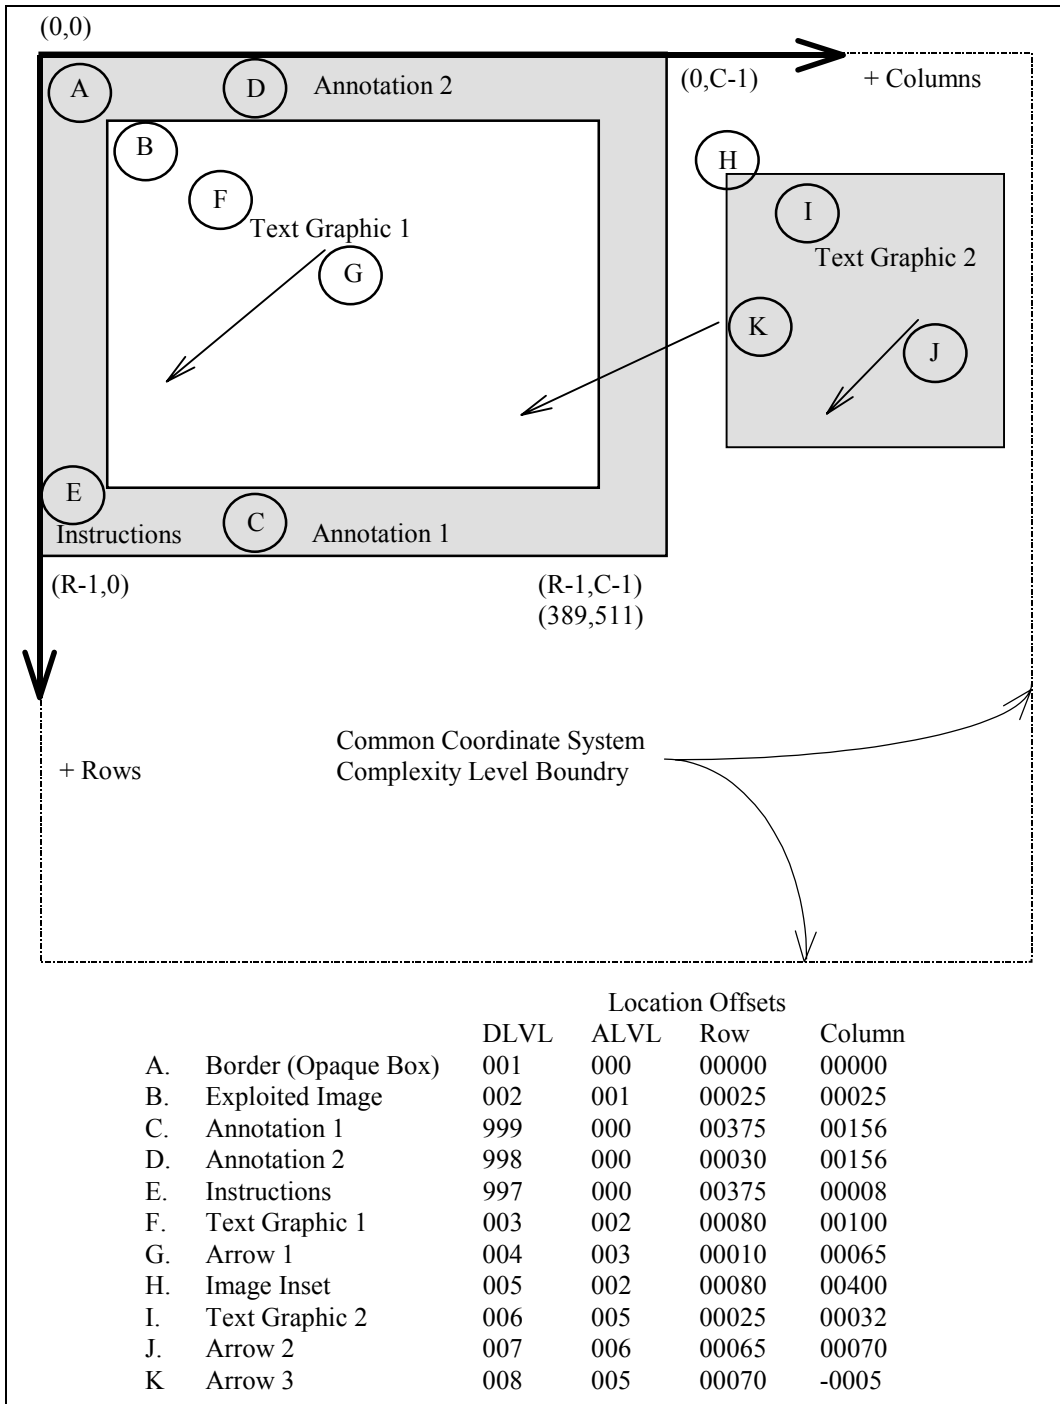 (0,0)
(0,C-1)
+ Columns
A
D
Annotation 2
B
H
F
I
Text Graphic 1
Text Graphic 2
G
K
J
E
C
Instructions
Annotation 1
(R-1,0)
(R-1,C-1)
(389,511)
Common Coordinate System
Complexity Level Boundry
+ Rows
Location Offsets
DLVL ALVL Row Column
A. Border (Opaque Box) 001 000 00000 00000
B. Exploited Image 002 001 00025 00025
C. Annotation 1 999 000 00375 00156
D. Annotation 2 998 000 00030 00156
E. Instructions 997 000 00375 00008
F. Text Graphic 1 003 002 00080 00100
G. Arrow 1 004 003 00010 00065
H. Image Inset 005 002 00080 00400
I. Text Graphic 2 006 005 00025 00032
J. Arrow 2 007 006 00065 00070
K Arrow 3 008 005 00070 -0005